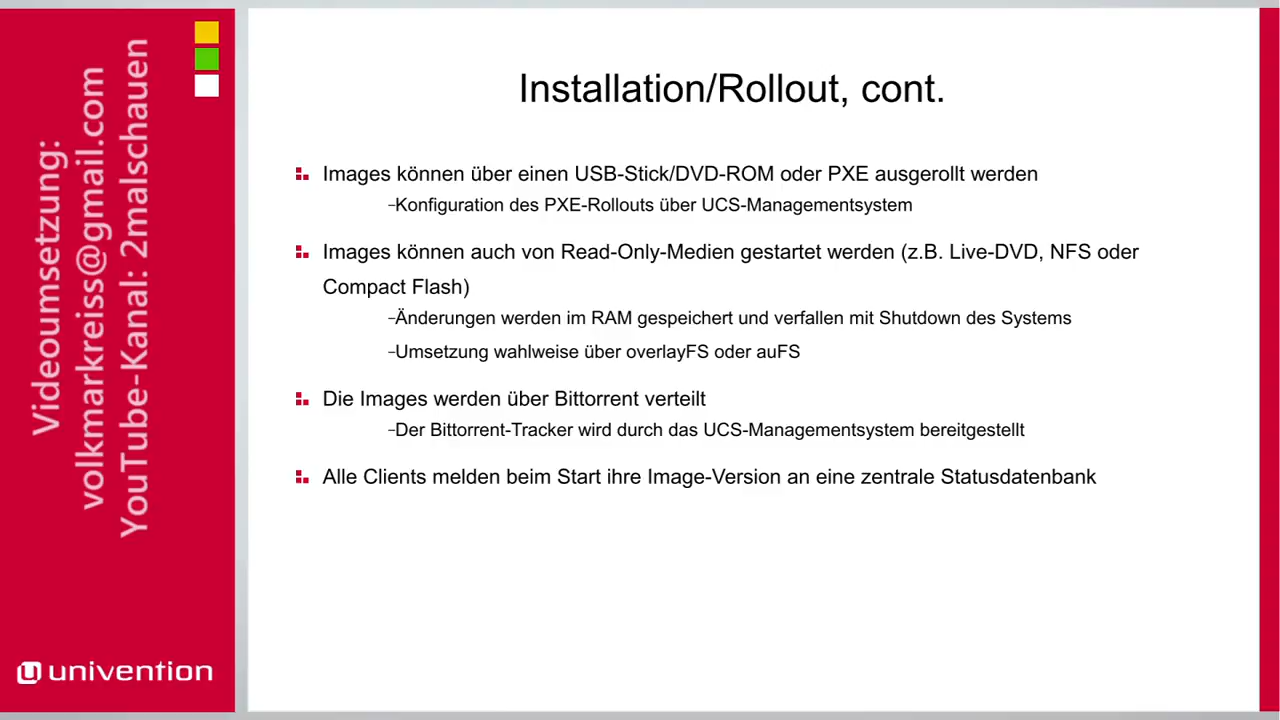 Videoumsetzung:
volkmarkreiss@gmail.com
YouTube-Kanal: 2malschauen
univention
Installation/Rollout, cont.
Images können über einen USB-Stick/DVD-ROM oder PXE ausgerollt werden
–Konfiguration des PXE-Rollouts über UCS-Managementsystem
Images können auch von Read-Only-Medien gestartet werden (z.B. Live-DVD, NFS oder
Compact Flash)
–Änderungen werden im RAM gespeichert und verfallen mit Shutdown des Systems
–Umsetzung wahlweise über overlayFS oder auFS
Die Images werden über Bittorrent verteilt
–Der Bittorrent-Tracker wird durch das UCS-Managementsystem bereitgestellt
Alle Clients melden beim Start ihre Image-Version an eine zentrale Statusdatenbank